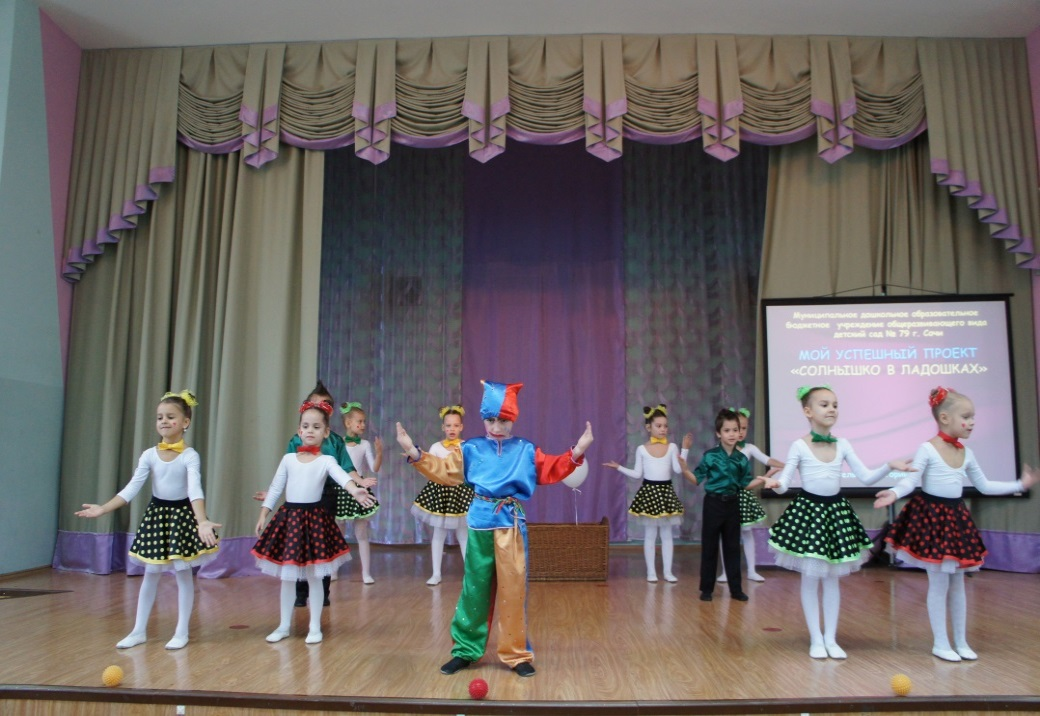 Муниципальное дошкольное образовательное
бюджетное учреждение общеразвивающего вида
детский сад № 79 г. Сочи
МОЙ УСПЕШНЫЙ ПРОЕКТ
«СОЛНЫШКО В ЛАДОШКАХ»